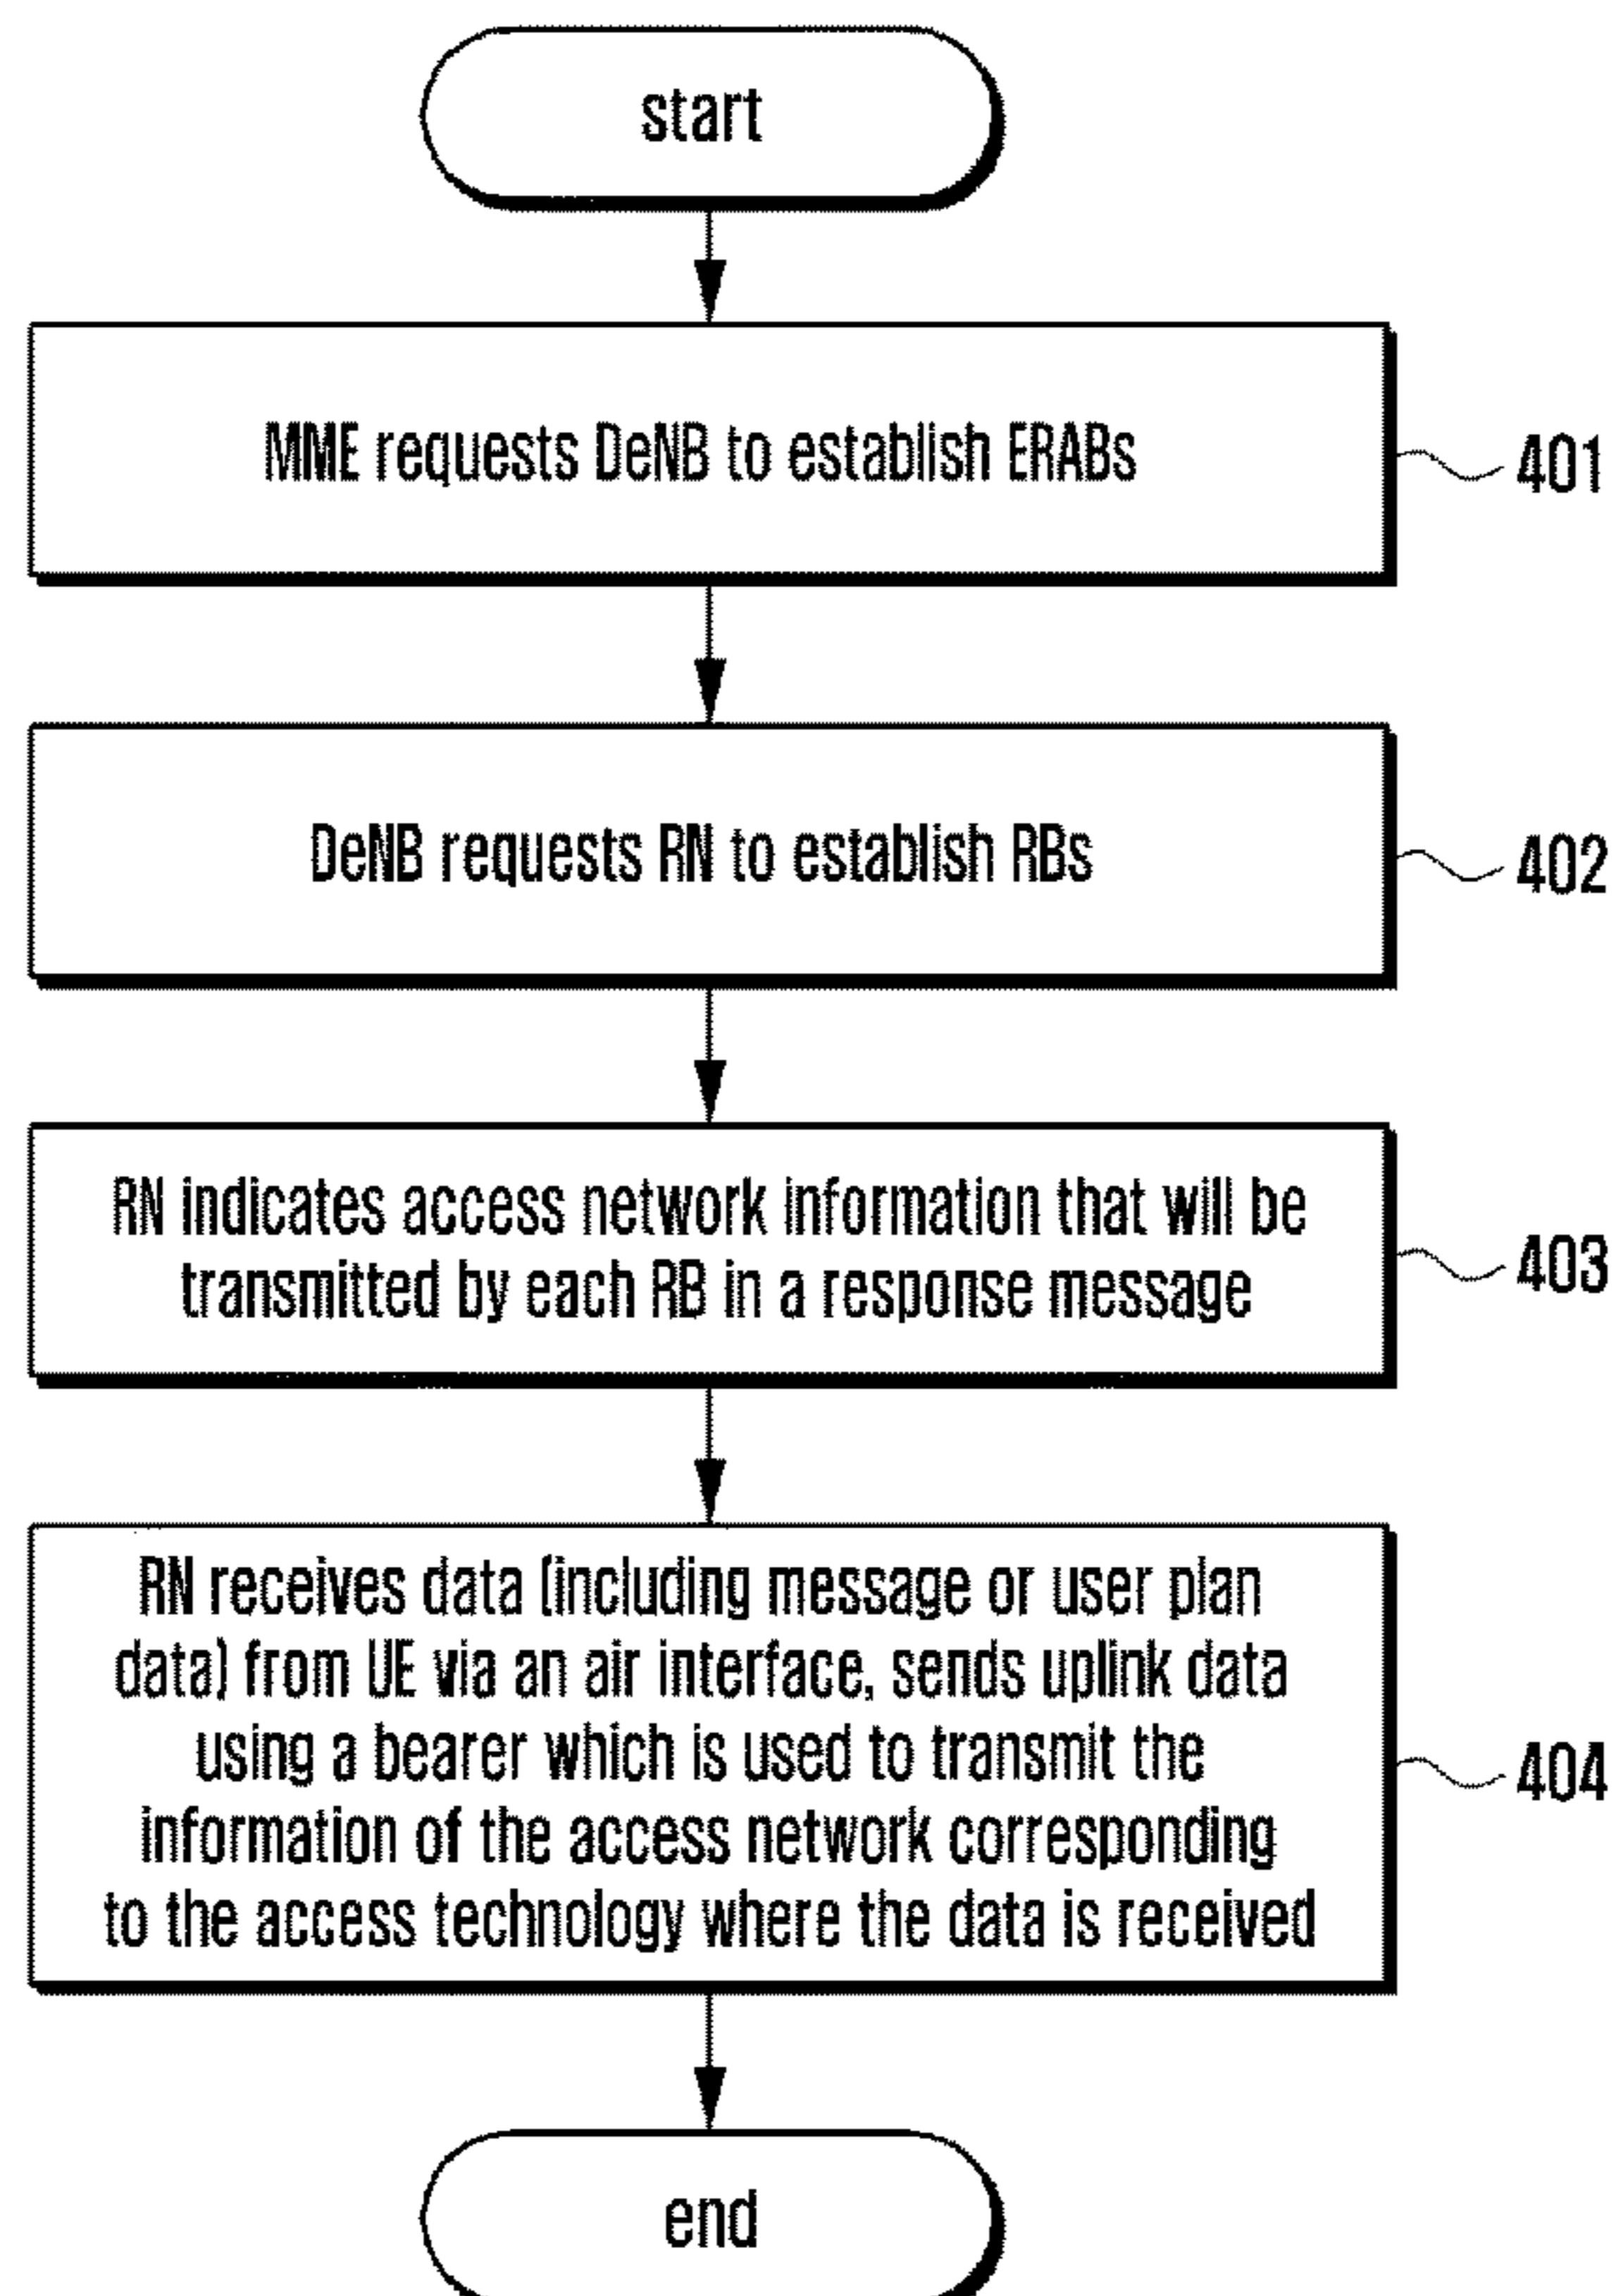 start
MME requests DeNB to establish ERABs
401
DeNB requests RN to establish RBs
402
RN indicates access network information that will be
transmitted by each RB in a response message
403
RN receives data (including message or user plan
data) from UE via an air interface, sends uplink data
using a bearer which is used to transmit the
information of the access network corresponding
to the access technology where the data is received
404
end